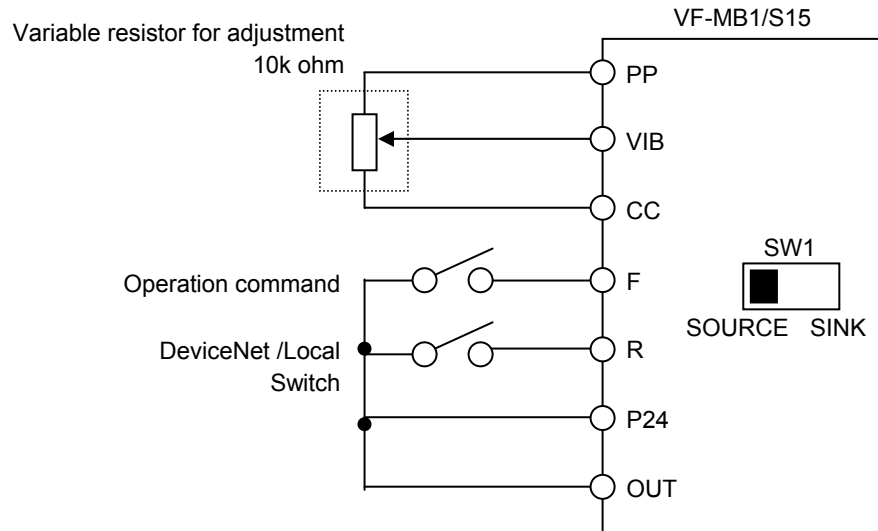 VF-MB1/S15
Variable resistor for adjustment
10k ohm
PP
VIB
CC
SW1
Operation command
F
SOURCE SINK
DeviceNet /Local
Switch
R
P24
OUT